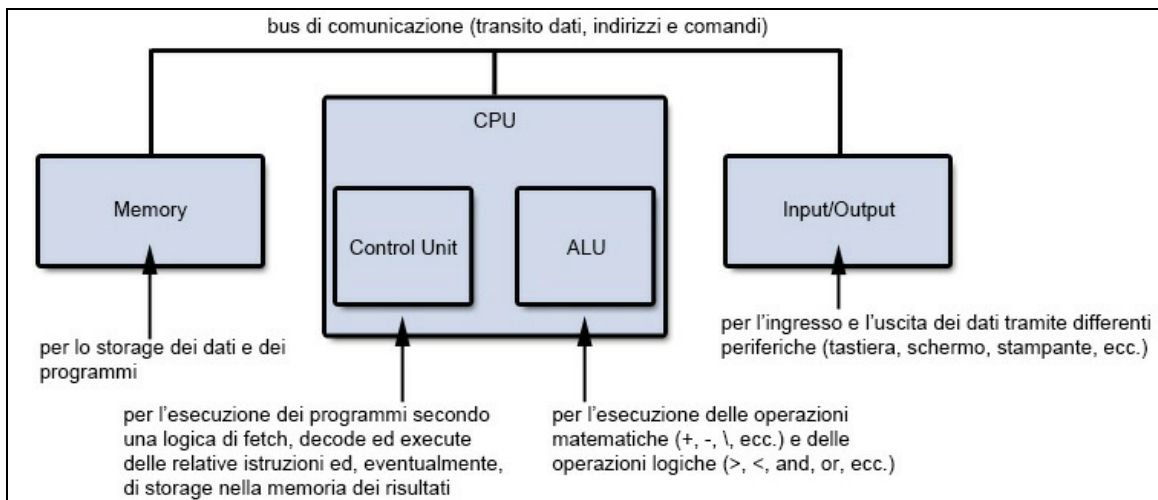 bus di comunicazione (transito dati, indirizzi e comandi)
CPU
Memory
Control Unit
ALU
Input/Output
per lo storage dei dati e dei
programmi
per l'esecuzione dei programmi secondo
una logica di fetch, decode ed execute
delle relative istruzioni ed, eventualmente,
di storage nella memoria dei risultati
per l'esecuzione delle operazioni
matematiche (+, -, \, ecc.) e delle
operazioni logiche (>, <, and, or, ecc.)
per l'ingresso e l'uscita dei dati tramite differenti
periferiche (tastiera, schermo, stampante, ecc.)